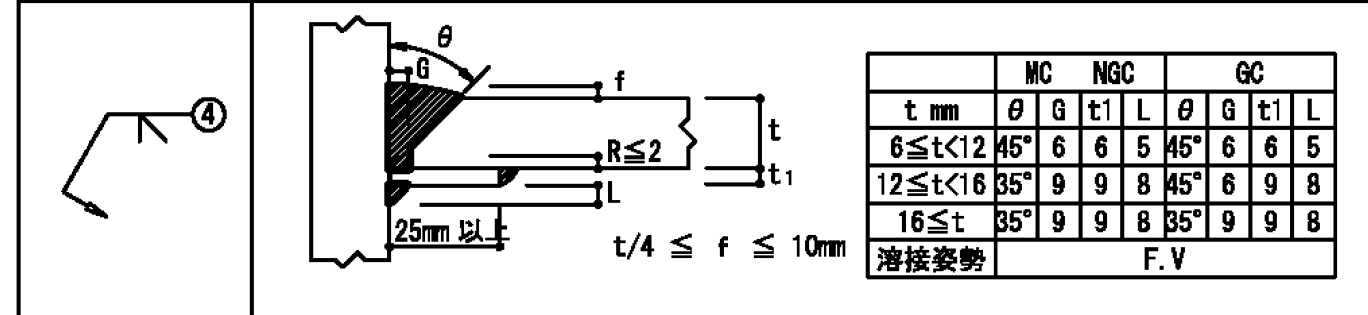 ④
θ
G
f
R≦2
t
t1
L
25mm 以上
t/4 ≦ f ≦ 10mm
MC NGC GC
t mm θ G t1 L θ G t1 L
6≦t<12 45° 6 6 5 45° 6 6 5
12≦t<16 35° 9 9 8 45° 6 9 8
16≦t 35° 9 9 8 35° 9 9 8
溶接姿勢 F.V